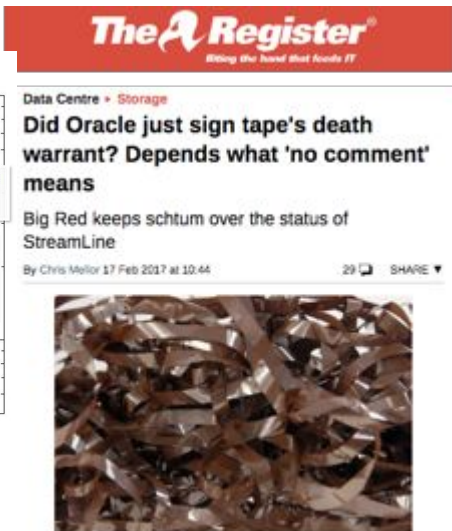 The Register®
Biting the hand that feeds IT
Data Centre ▸ Storage
Did Oracle just sign tape's death
warrant? Depends what 'no comment'
means
Big Red keeps schtum over the status of
StreamLine
By Chris Mellor 17 Feb 2017 at 10:44
29
SHARE ▼